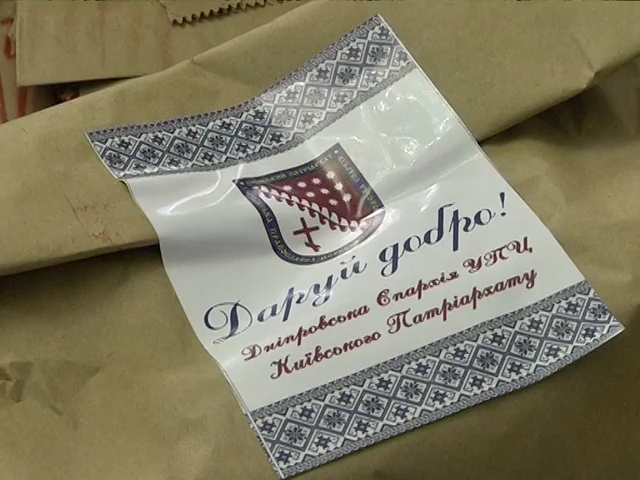 Даруй добро!
Дніпровська Єпархія УПЦ
Київського Патріархату